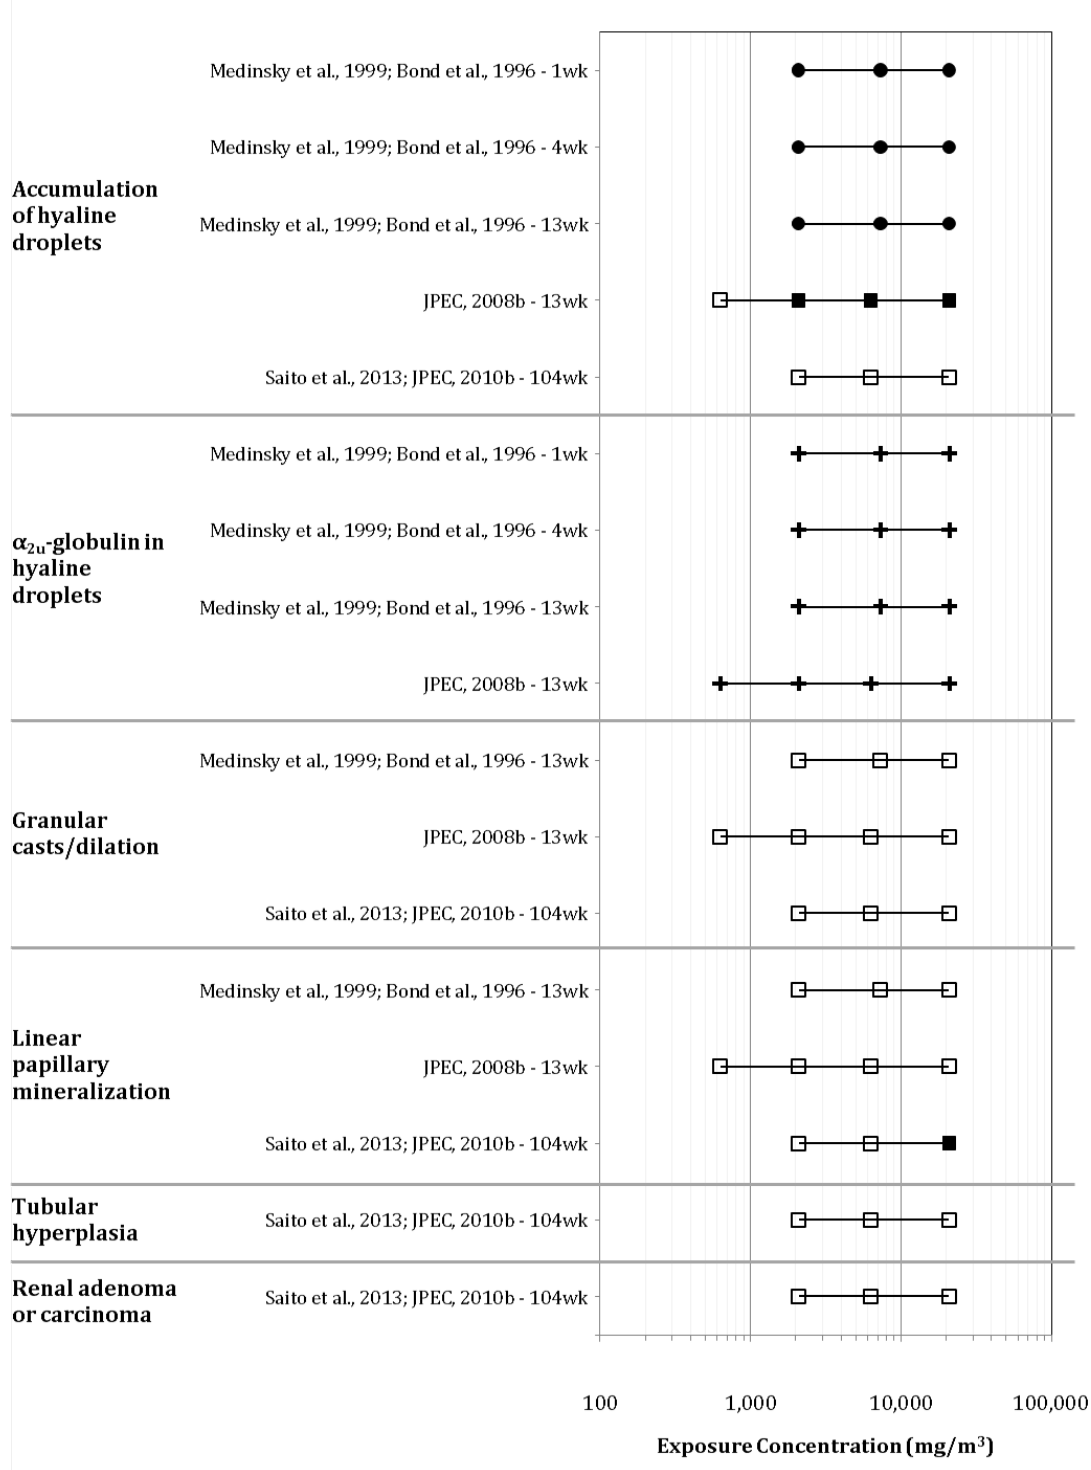 Accumulation
of hyaline
droplets
Medinsky et al., 1999; Bond et al., 1996 - 1wk
Medinsky et al., 1999; Bond et al., 1996 - 4wk
Medinsky et al., 1999; Bond et al., 1996 - 13wk
JPEC, 2008b - 13wk
Saito et al., 2013; JPEC, 2010b - 104wk
α2u-globulin in
hyaline
droplets
Medinsky et al., 1999; Bond et al., 1996 - 1wk
Medinsky et al., 1999; Bond et al., 1996 - 4wk
Medinsky et al., 1999; Bond et al., 1996 - 13wk
JPEC, 2008b - 13wk
Granular
casts/dilation
Medinsky et al., 1999; Bond et al., 1996 - 13wk
JPEC, 2008b - 13wk
Saito et al., 2013; JPEC, 2010b - 104wk
Linear
papillary
mineralization
Medinsky et al., 1999; Bond et al., 1996 - 13wk
JPEC, 2008b - 13wk
Saito et al., 2013; JPEC, 2010b - 104wk
Tubular
hyperplasia
Saito et al., 2013; JPEC, 2010b - 104wk
Renal adenoma
or carcinoma
Saito et al., 2013; JPEC, 2010b - 104wk
100 1,000 10,000 100,000
Exposure Concentration (mg/m³)